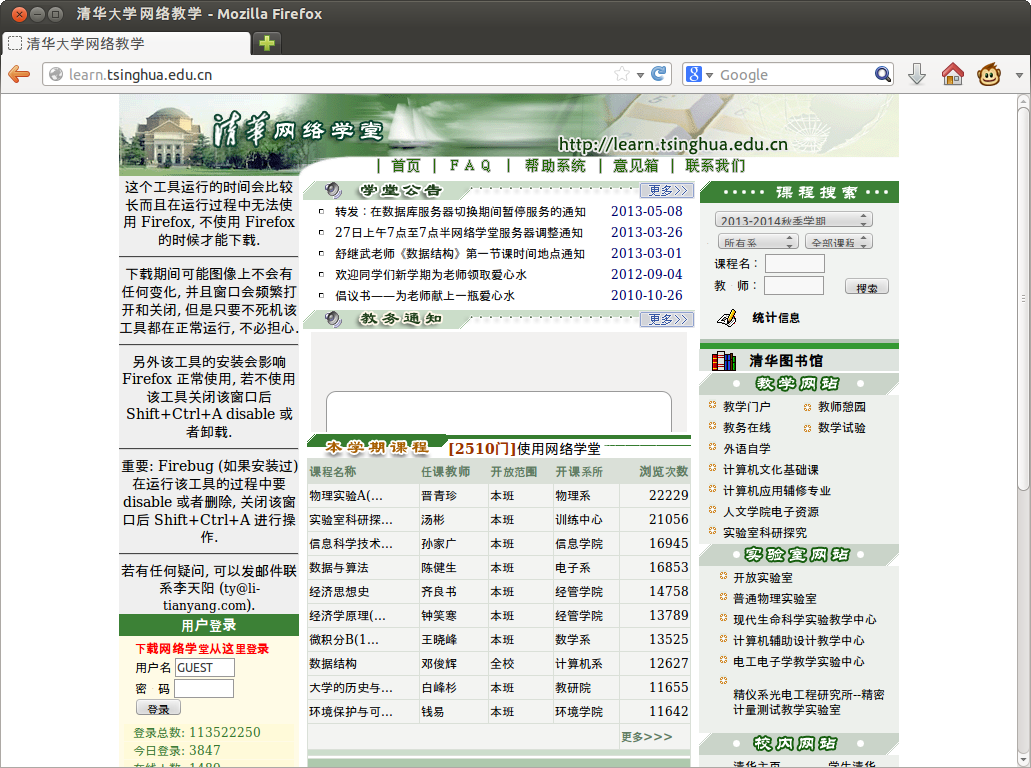 清华大学网络教学 - Mozilla Firefox
清华大学网络教学
learn.tsinghua.edu.cn
Google
清华网络学堂
http://learn.tsinghua.edu.cn
| 首页 | F A Q | 帮助系统 | 意见箱 | 联系我们
这个工具运行的时间会比较
长而且在运行过程中无法使
用 Firefox, 不使用 Firefox
的时候才能下载.
下载期间可能图像上不会有
任何变化, 并且窗口会频繁打
开和关闭, 但是只要不死机该
工具都在正常运行, 不必担心.
另外该工具的安装会影响
Firefox 正常使用, 若不使用
该工具关闭该窗口后
Shift+Ctrl+A disable 或
者卸载.
重要: Firebug (如果安装过)
在运行该工具的过程中要
disable 或者删除, 关闭该窗
口后 Shift+Ctrl+A 进行操
作.
若有任何疑问, 可以发邮件联
系李天阳 (ty@li-
tianyang.com).
用户登录
下载网络学堂从这里登录
用户名 GUEST
密 码
登录
登录总数: 113522250
今日登录: 3847
学堂公告 更多>>
转发：在数据库服务器切换期间暂停服务的通知 2013-05-08
27日上午7点至7点半网络学堂服务器调整通知 2013-03-26
舒继武老师《数据结构》第一节课时间地点通知 2013-03-01
欢迎同学们新学期为老师领取爱心水 2012-09-04
倡议书——为老师献上一瓶爱心水 2010-10-26
教务通知 更多>>
本学期课程 [2510门]使用网络学堂
课程名称 任课教师 开放范围 开课系所 浏览次数
物理实验A(... 晋青珍 本班 物理系 22229
实验室科研探... 汤彬 本班 训练中心 21056
信息科学技术... 孙家广 本班 信息学院 16945
数据与算法 陈健生 本班 电子系 16853
经济思想史 齐良书 本班 经管学院 14758
经济学原理(... 钟笑寒 本班 经管学院 13789
微积分B(1... 王晓峰 本班 数学系 13525
数据结构 邓俊辉 全校 计算机系 12627
大学的历史与... 白峰杉 本班 教研院 11655
环境保护与可... 钱易 本班 环境学院 11642
更多>>>
课程搜索
2013-2014秋季学期
所有系 全部课程
课程名：
教 师： 搜索
统计信息
清华图书馆
教学网站
教学门户 教师憩园
教务在线 数学试验
外语自学
计算机文化基础课
计算机应用辅修专业
人文学院电子资源
实验室科研探究
实验室网站
开放实验室
普通物理实验室
现代生命科学实验教学中心
计算机辅助设计教学中心
电工电子学教学实验中心
精仪系光电工程研究所--精密
计量测试教学实验室
校内网站